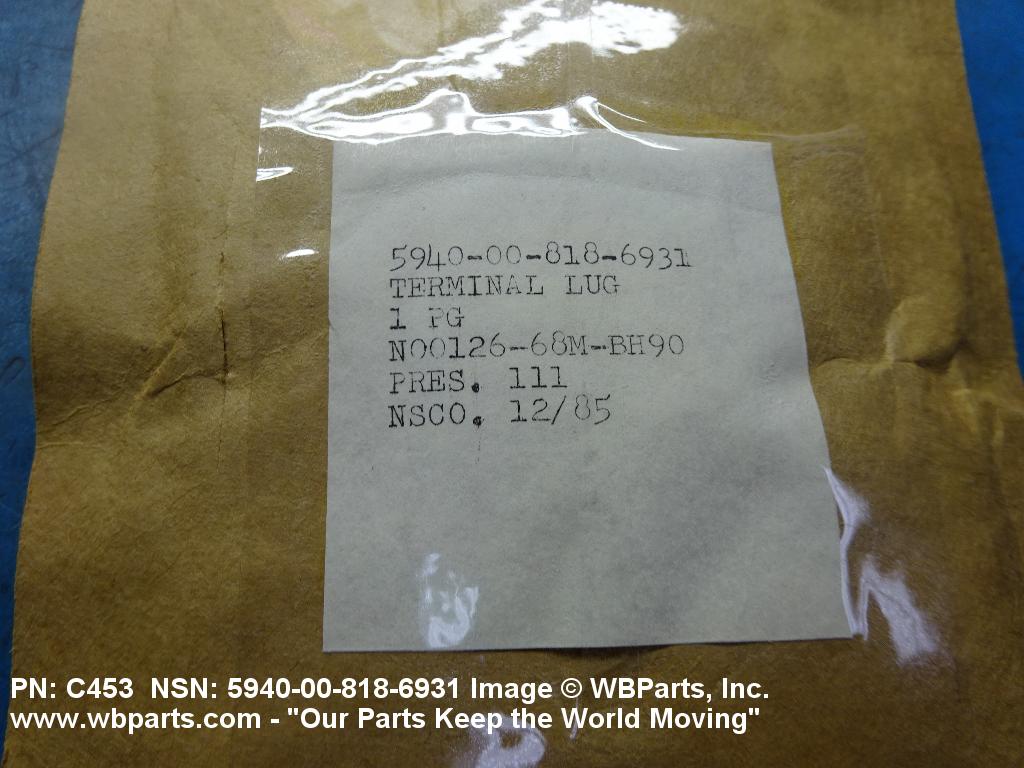 5940-00-818-6931
TERMINAL LUG
1 PG
N00126-68M-BH90
PRES. 111
NSCO. 12/85
PN: C453 NSN: 5940-00-818-6931 Image © WBParts, Inc.
www.wbparts.com - "Our Parts Keep the World Moving"